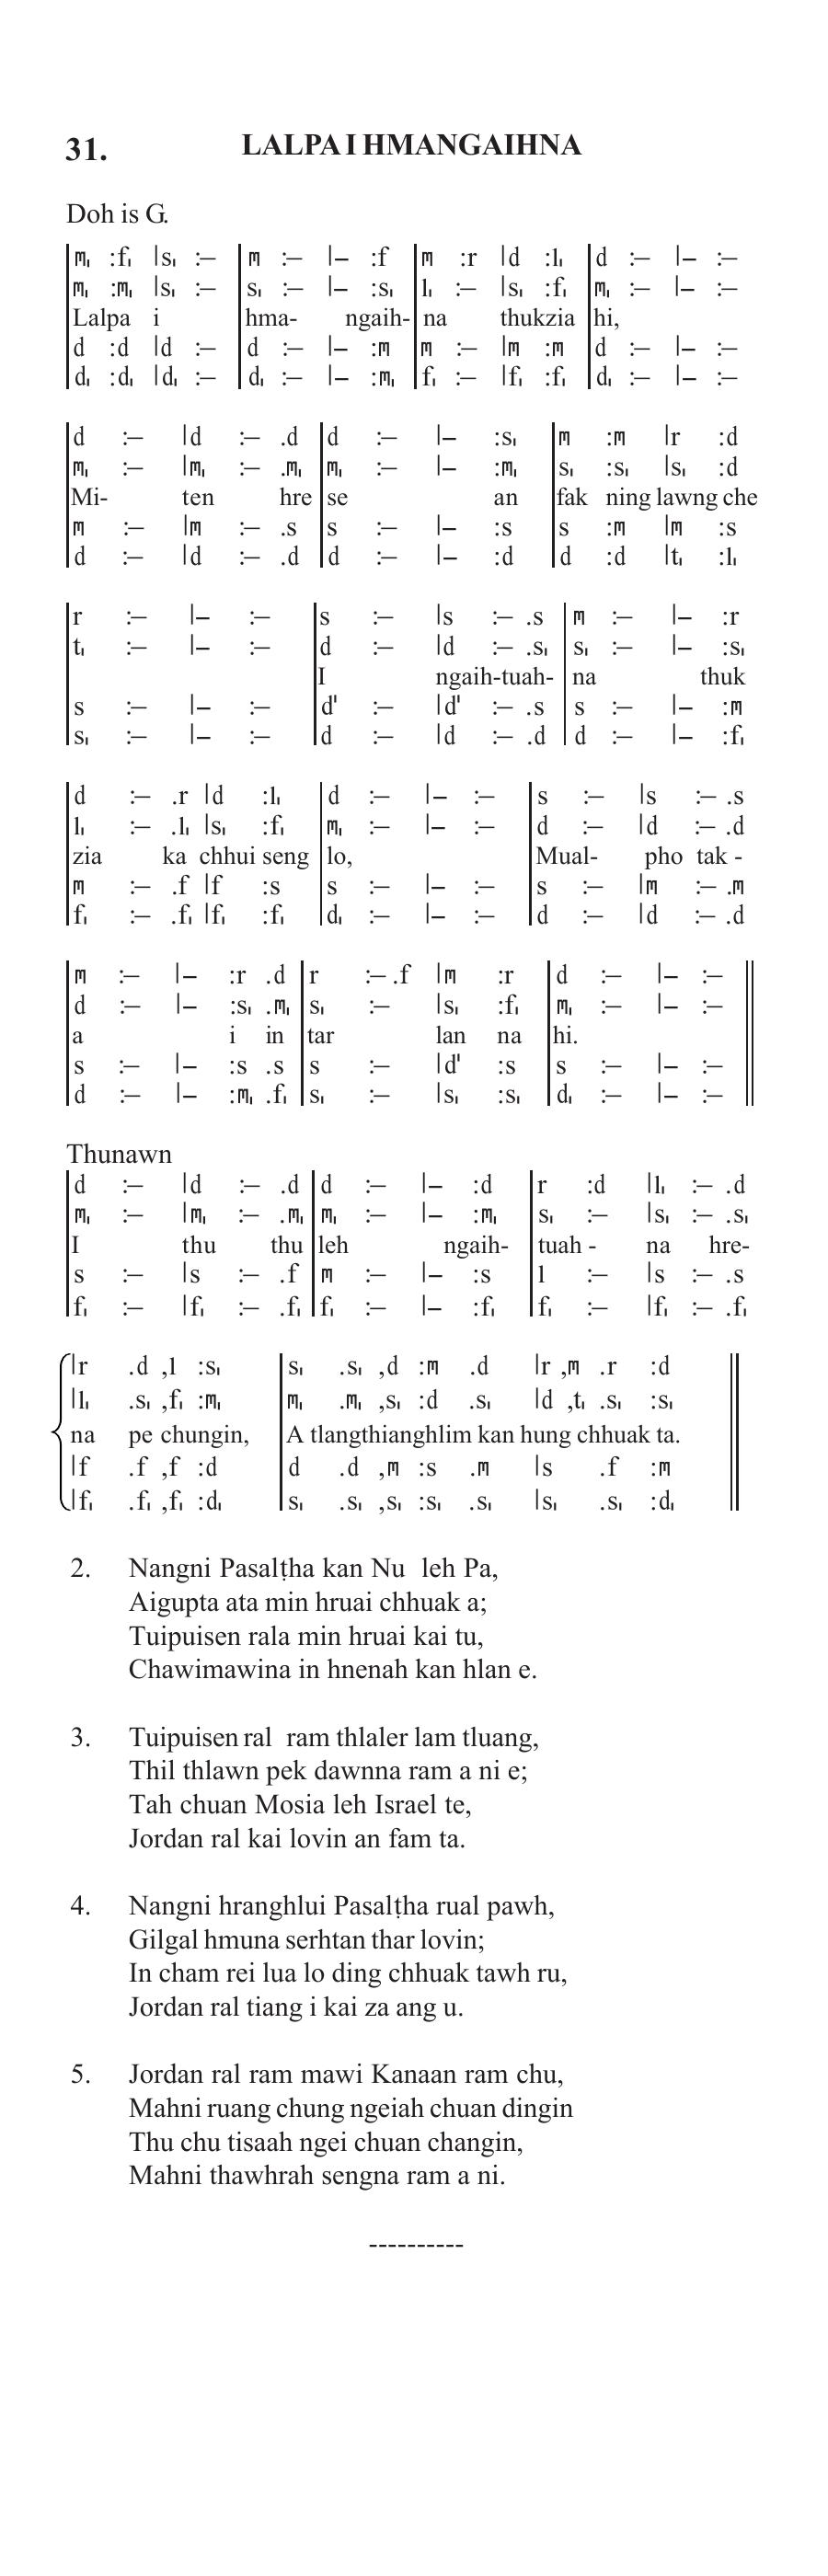 31. LALPA I HMANGAIHNA
Doh is G.
|m, :f, |s, :– |m :– |– :f |m :r |d :l, |d :– |– :–
|m, :m, |s, :– |s, :– |– :s, |l, :– |s, :f, |m, :– |– :–
|Lalpa i |hma- ngaih-|na thukzia |hi,
|d :d |d :– |d :– |– :m |m :– |m :m |d :– |– :–
|d, :d, |d, :– |d, :– |– :m, |f, :– |f, :f, |d, :– |– :–
|d :– |d :– .d |d :– |– :s, |m :m |r :d
|m, :– |m, :– .m, |m, :– |– :m, |s, :s, |s, :d
|Mi- ten hre |se an |fak ning lawng che
|m :– |m :– .s |s :– |– :s |s :m |m :s
|d :– |d :– .d |d :– |– :d |d :d |t, :l,
|r :– |– :– |s :– |s :– .s |m :– |– :r
|t, :– |– :– |d :– |d :– .s, |s, :– |– :s,
|I ngaih-tuah- |na thuk
|s :– |– :– |d' :– |d' :– .s |s :– |– :m
|s, :– |– :– |d :– |d :– .d |d :– |– :f,
|d :– .r |d :l, |d :– |– :– |s :– |s :– .s
|l, :– .l, |s, :f, |m, :– |– :– |d :– |d :– .d
|zia ka chhui seng |lo, |Mual- pho tak -
|m :– .f |f :s |s :– |– :– |s :– |m :– .m
|f, :– .f, |f, :f, |d, :– |– :– |d :– |d :– .d
|m :– |– :r .d |r :– .f |m :r |d :– |– :– ||
|d :– |– :s, .m, |s, :– |s, :f, |m, :– |– :– ||
|a i in |tar lan na |hi.
|s :– |– :s .s |s :– |d' :s |s :– |– :– ||
|d :– |– :m, .f, |s, :– |s, :s, |d, :– |– :– ||
Thunawn
|d :– |d :– .d |d :– |– :d |r :d |l, :– .d
|m, :– |m, :– .m, |m, :– |– :m, |s, :– |s, :– .s,
|I thu thu |leh ngaih- |tuah - na hre-
|s :– |s :– .f |m :– |– :s |l :– |s :– .s
|f, :– |f, :– .f, |f, :– |– :f, |f, :– |f, :– .f,
|r .d ,l :s, |s, .s, ,d :m .d |r ,m .r :d ||
|l, .s, ,f, :m, |m, .m, ,s, :d .s, |d ,t, .s, :s, ||
na pe chungin, |A tlangthianghlim kan hung chhuak ta.
|f .f ,f :d |d .d ,m :s .m |s .f :m ||
|f, .f, ,f, :d, |s, .s, ,s, :s, .s, |s, .s, :d, ||
2. Nangni Pasalṭha kan Nu leh Pa,
Aigupta ata min hruai chhuak a;
Tuipuisen rala min hruai kai tu,
Chawimawina in hnenah kan hlan e.
3. Tuipuisen ral ram thlaler lam tluang,
Thil thlawn pek dawnna ram a ni e;
Tah chuan Mosia leh Israel te,
Jordan ral kai lovin an fam ta.
4. Nangni hranghlui Pasalṭha rual pawh,
Gilgal hmuna serhtan thar lovin;
In cham rei lua lo ding chhuak tawh ru,
Jordan ral tiang i kai za ang u.
5. Jordan ral ram mawi Kanaan ram chu,
Mahni ruang chung ngeiah chuan dingin
Thu chu tisaah ngei chuan changin,
Mahni thawhrah sengna ram a ni.
----------